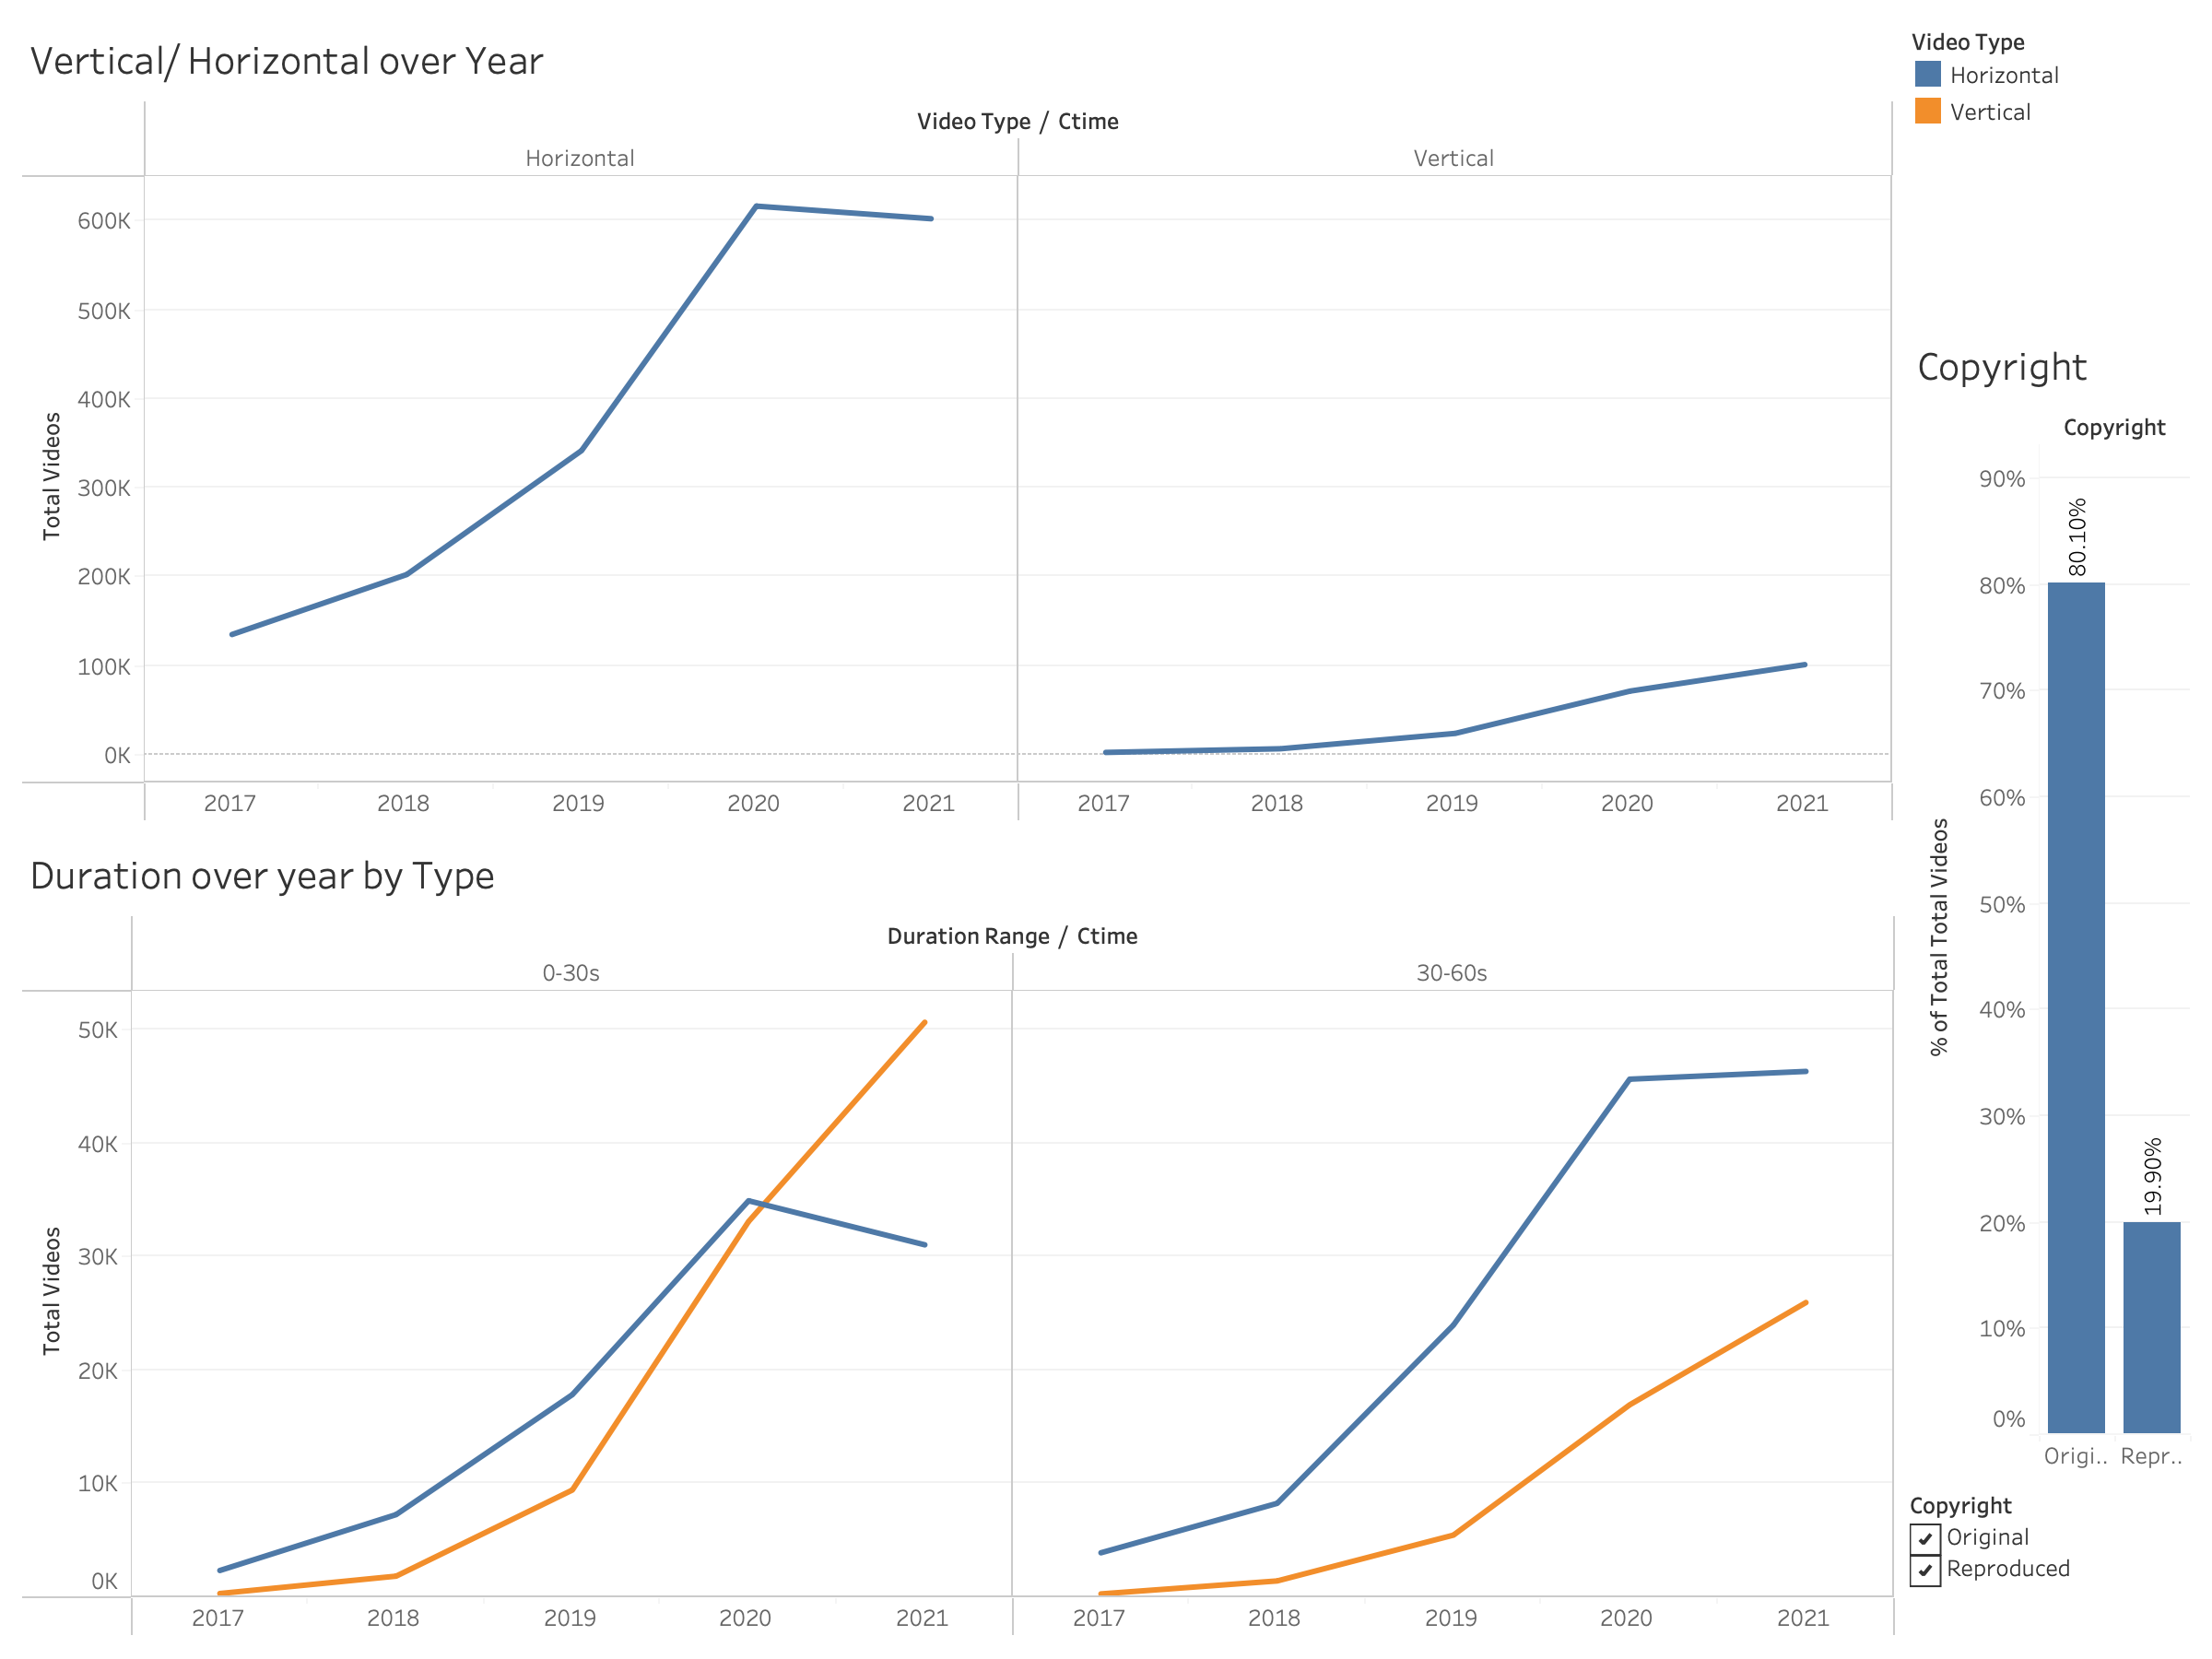 Vertical/ Horizontal over Year
Video Type / Ctime
Horizontal
Vertical
600K
500K
400K
300K
200K
100K
0K
Total Videos
2017 2018 2019 2020 2021 2017 2018 2019 2020 2021
Duration over year by Type
Duration Range / Ctime
0-30s
30-60s
50K
40K
30K
20K
10K
0K
Total Videos
2017 2018 2019 2020 2021 2017 2018 2019 2020 2021
Video Type
Horizontal
Vertical
Copyright
Copyright
90%
80%
70%
60%
50%
40%
30%
20%
10%
0%
% of Total Total Videos
80.10%
19.90%
Origi.. Repr..
Copyright
Original
Reproduced